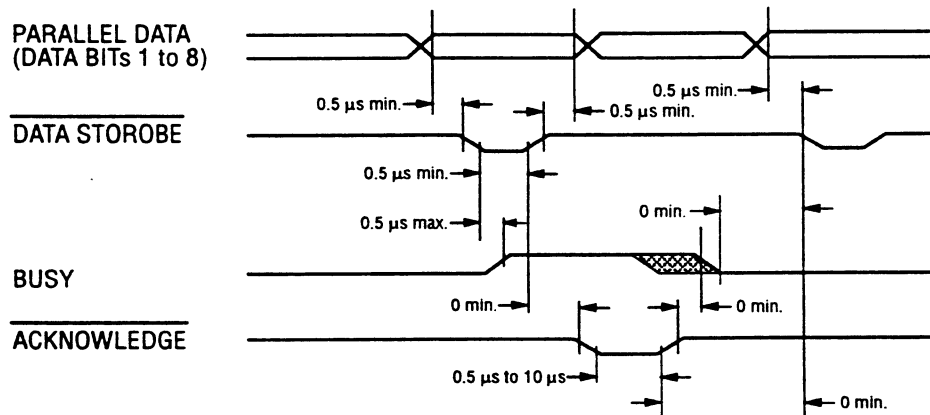 PARALLEL DATA
(DATA BITs 1 to 8)
0.5 µs min.
0.5 µs min.
0.5 µs min.
DATA STOROBE
0.5 µs min.
0.5 µs max.
0 min.
BUSY
0 min.
0 min.
ACKNOWLEDGE
0.5 µs to 10 µs
0 min.